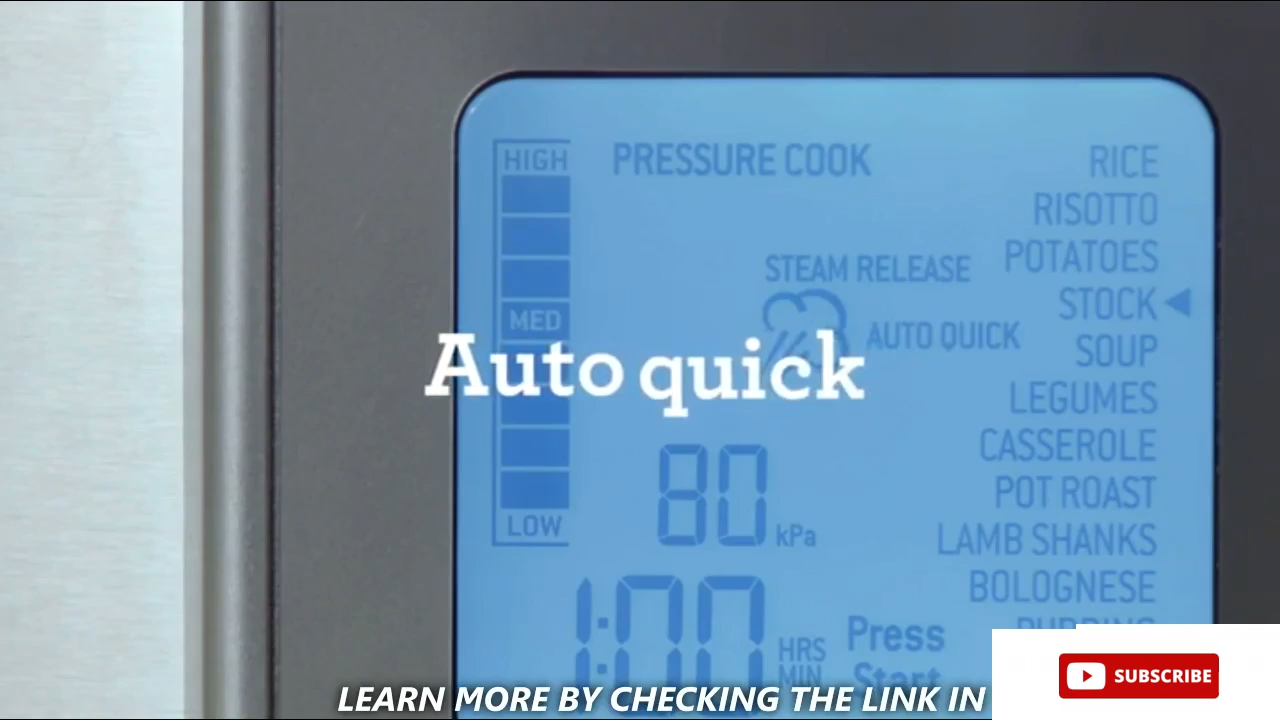 HIGH
PRESSURE COOK
RICE
RISOTTO
STEAM RELEASE
POTATOES
STOCK
MED
AUTO QUICK
SOUP
Auto quick
LEGUMES
CASSEROLE
80 kPa
POT ROAST
LOW
LAMB SHANKS
BOLOGNESE
1:00 HRS
MIN
Press
Start
PUDDING
SUBSCRIBE
LEARN MORE BY CHECKING THE LINK IN